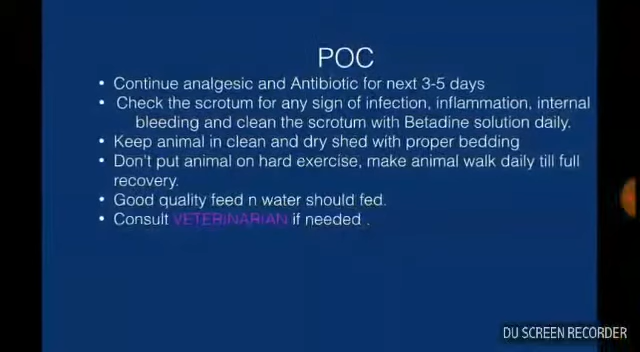 POC
• Continue analgesic and Antibiotic for next 3-5 days
• Check the scrotum for any sign of infection, inflammation, internal
bleeding and clean the scrotum with Betadine solution daily.
• Keep animal in clean and dry shed with proper bedding
• Don't put animal on hard exercise, make animal walk daily till full
recovery.
• Good quality feed n water should fed.
• Consult VETERINARIAN if needed .
DU SCREEN RECORDER